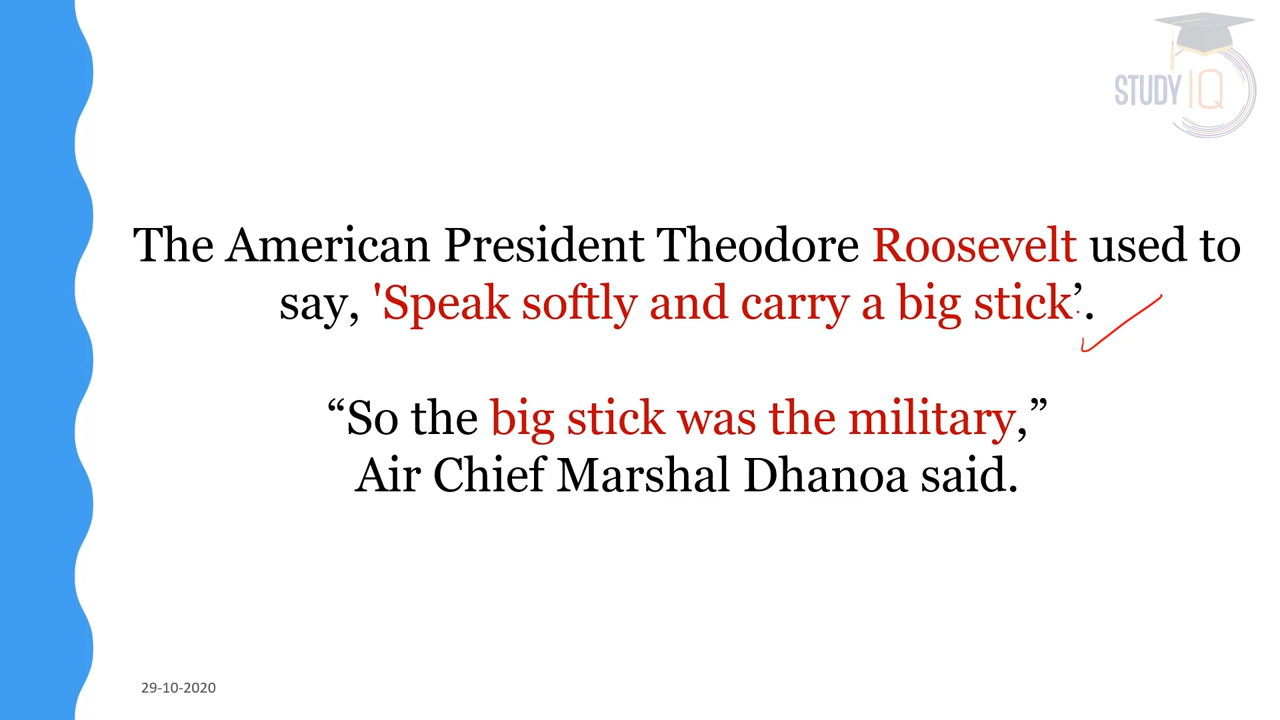 STUDY IQ
The American President Theodore Roosevelt used to
say, 'Speak softly and carry a big stick’.
“So the big stick was the military,”
Air Chief Marshal Dhanoa said.
29-10-2020